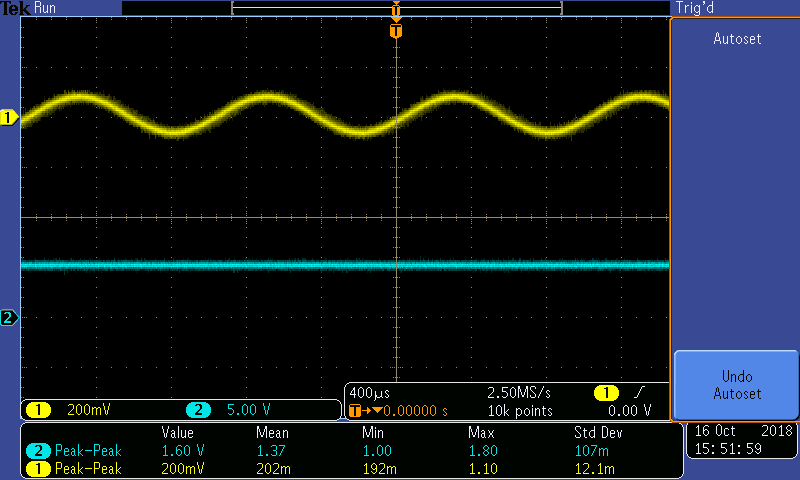 Tek Run Trig'd
T
T
Autoset
1
2
Undo
Autoset
400µs 2.50MS/s 1
T→▼0.00000 s 10k points 0.00 V
1 200mV 2 5.00 V
Value Mean Min Max Std Dev
2 Peak-Peak 1.60 V 1.37 1.00 1.80 107m
1 Peak-Peak 200mV 202m 192m 1.10 12.1m
16 Oct 2018
15:51:59